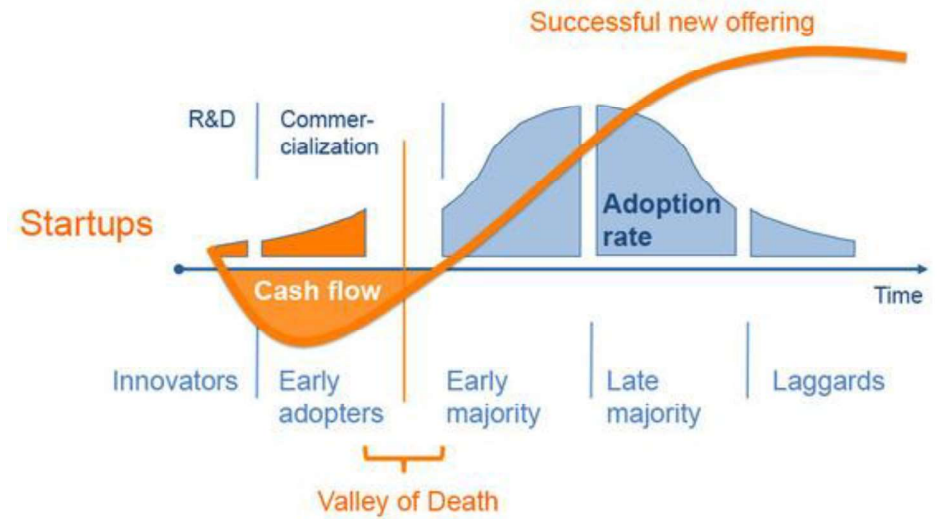 Successful new offering
R&D
Commer-
cialization
Startups
Adoption
rate
Cash flow
Time
Innovators
Early
adopters
Early
majority
Late
majority
Laggards
Valley of Death